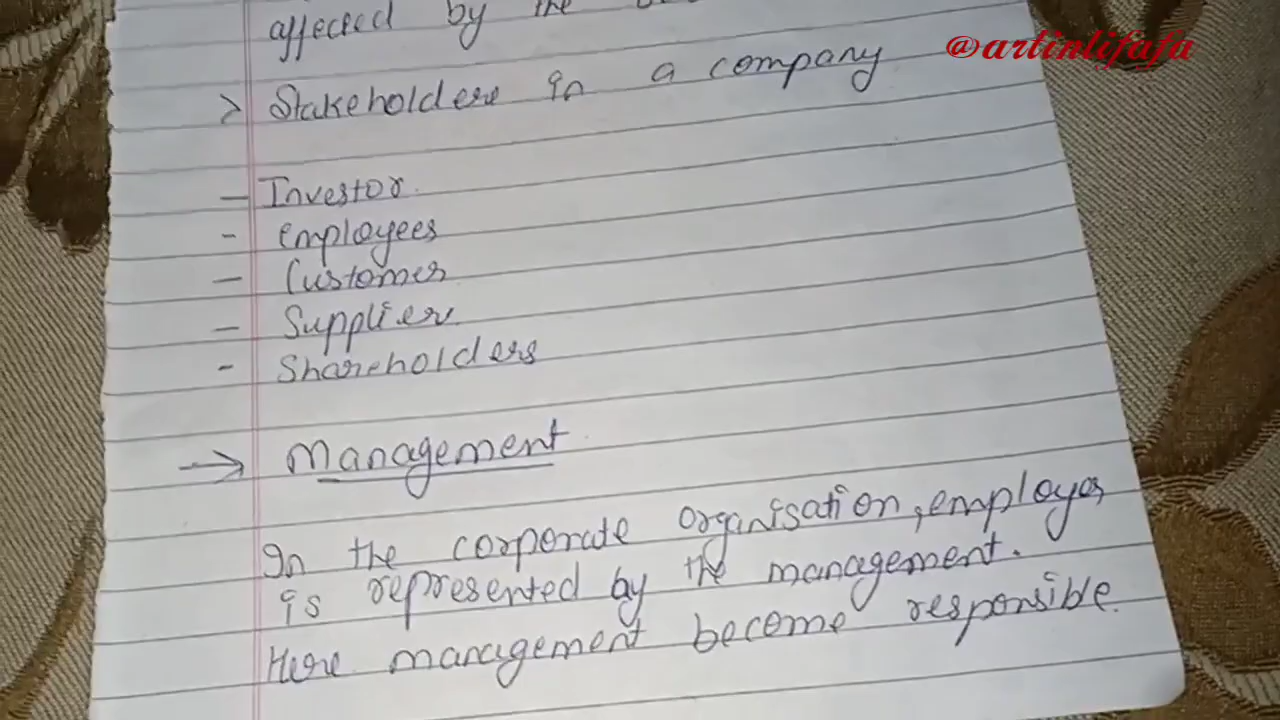 affected by the
@artinlifafa
> Stakeholders in a company
- Investor.
- employees
- Customer
- Supplier.
- Shareholders
→ Management
In the corporate organisation, employer
is represented by the management.
Here management become responsible.